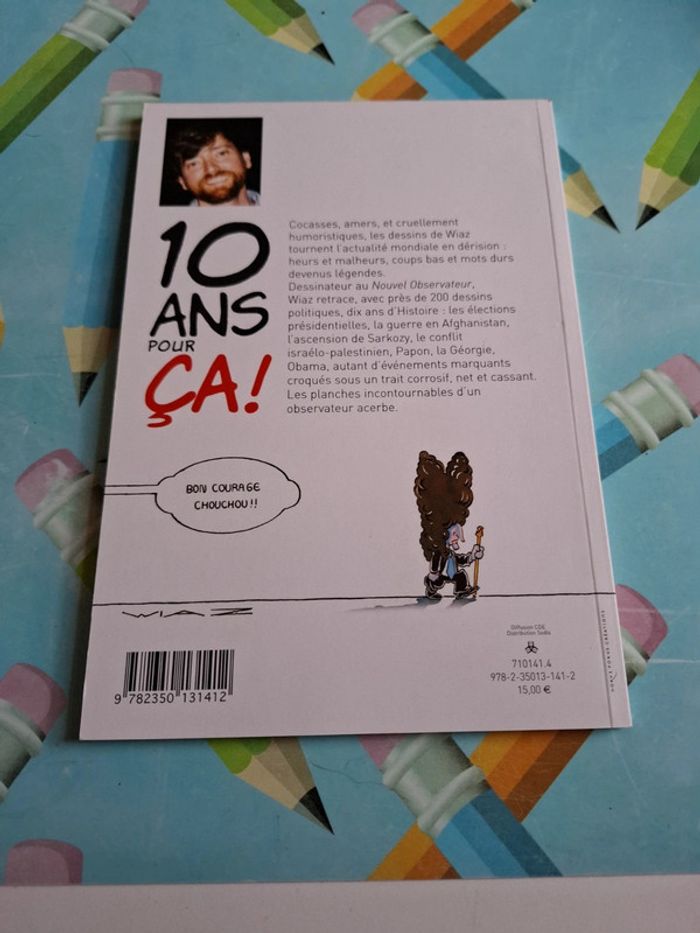 10
ANS
POUR
ÇA!
Cocasses, amers, et cruellement
humoristiques, les dessins de Wiaz
tournent l'actualité mondiale en dérision :
heurs et malheurs, coups bas et mots durs
devenus légendes.
Dessinateur au Nouvel Observateur,
Wiaz retrace, avec près de 200 dessins
politiques, dix ans d'Histoire : les élections
présidentielles, la guerre en Afghanistan,
l'ascension de Sarkozy, le conflit
israélo-palestinien, Papon, la Géorgie,
Obama, autant d'événements marquants
croqués sous un trait corrosif, net et cassant.
Les planches incontournables d'un
observateur acerbe.
BON COURAGE
CHOUCHOU!!
WIAZ
Diffusion CDE
Distribution Sodis
710141.4
978-2-35013-141-2
15,00 €
9 782350 131412